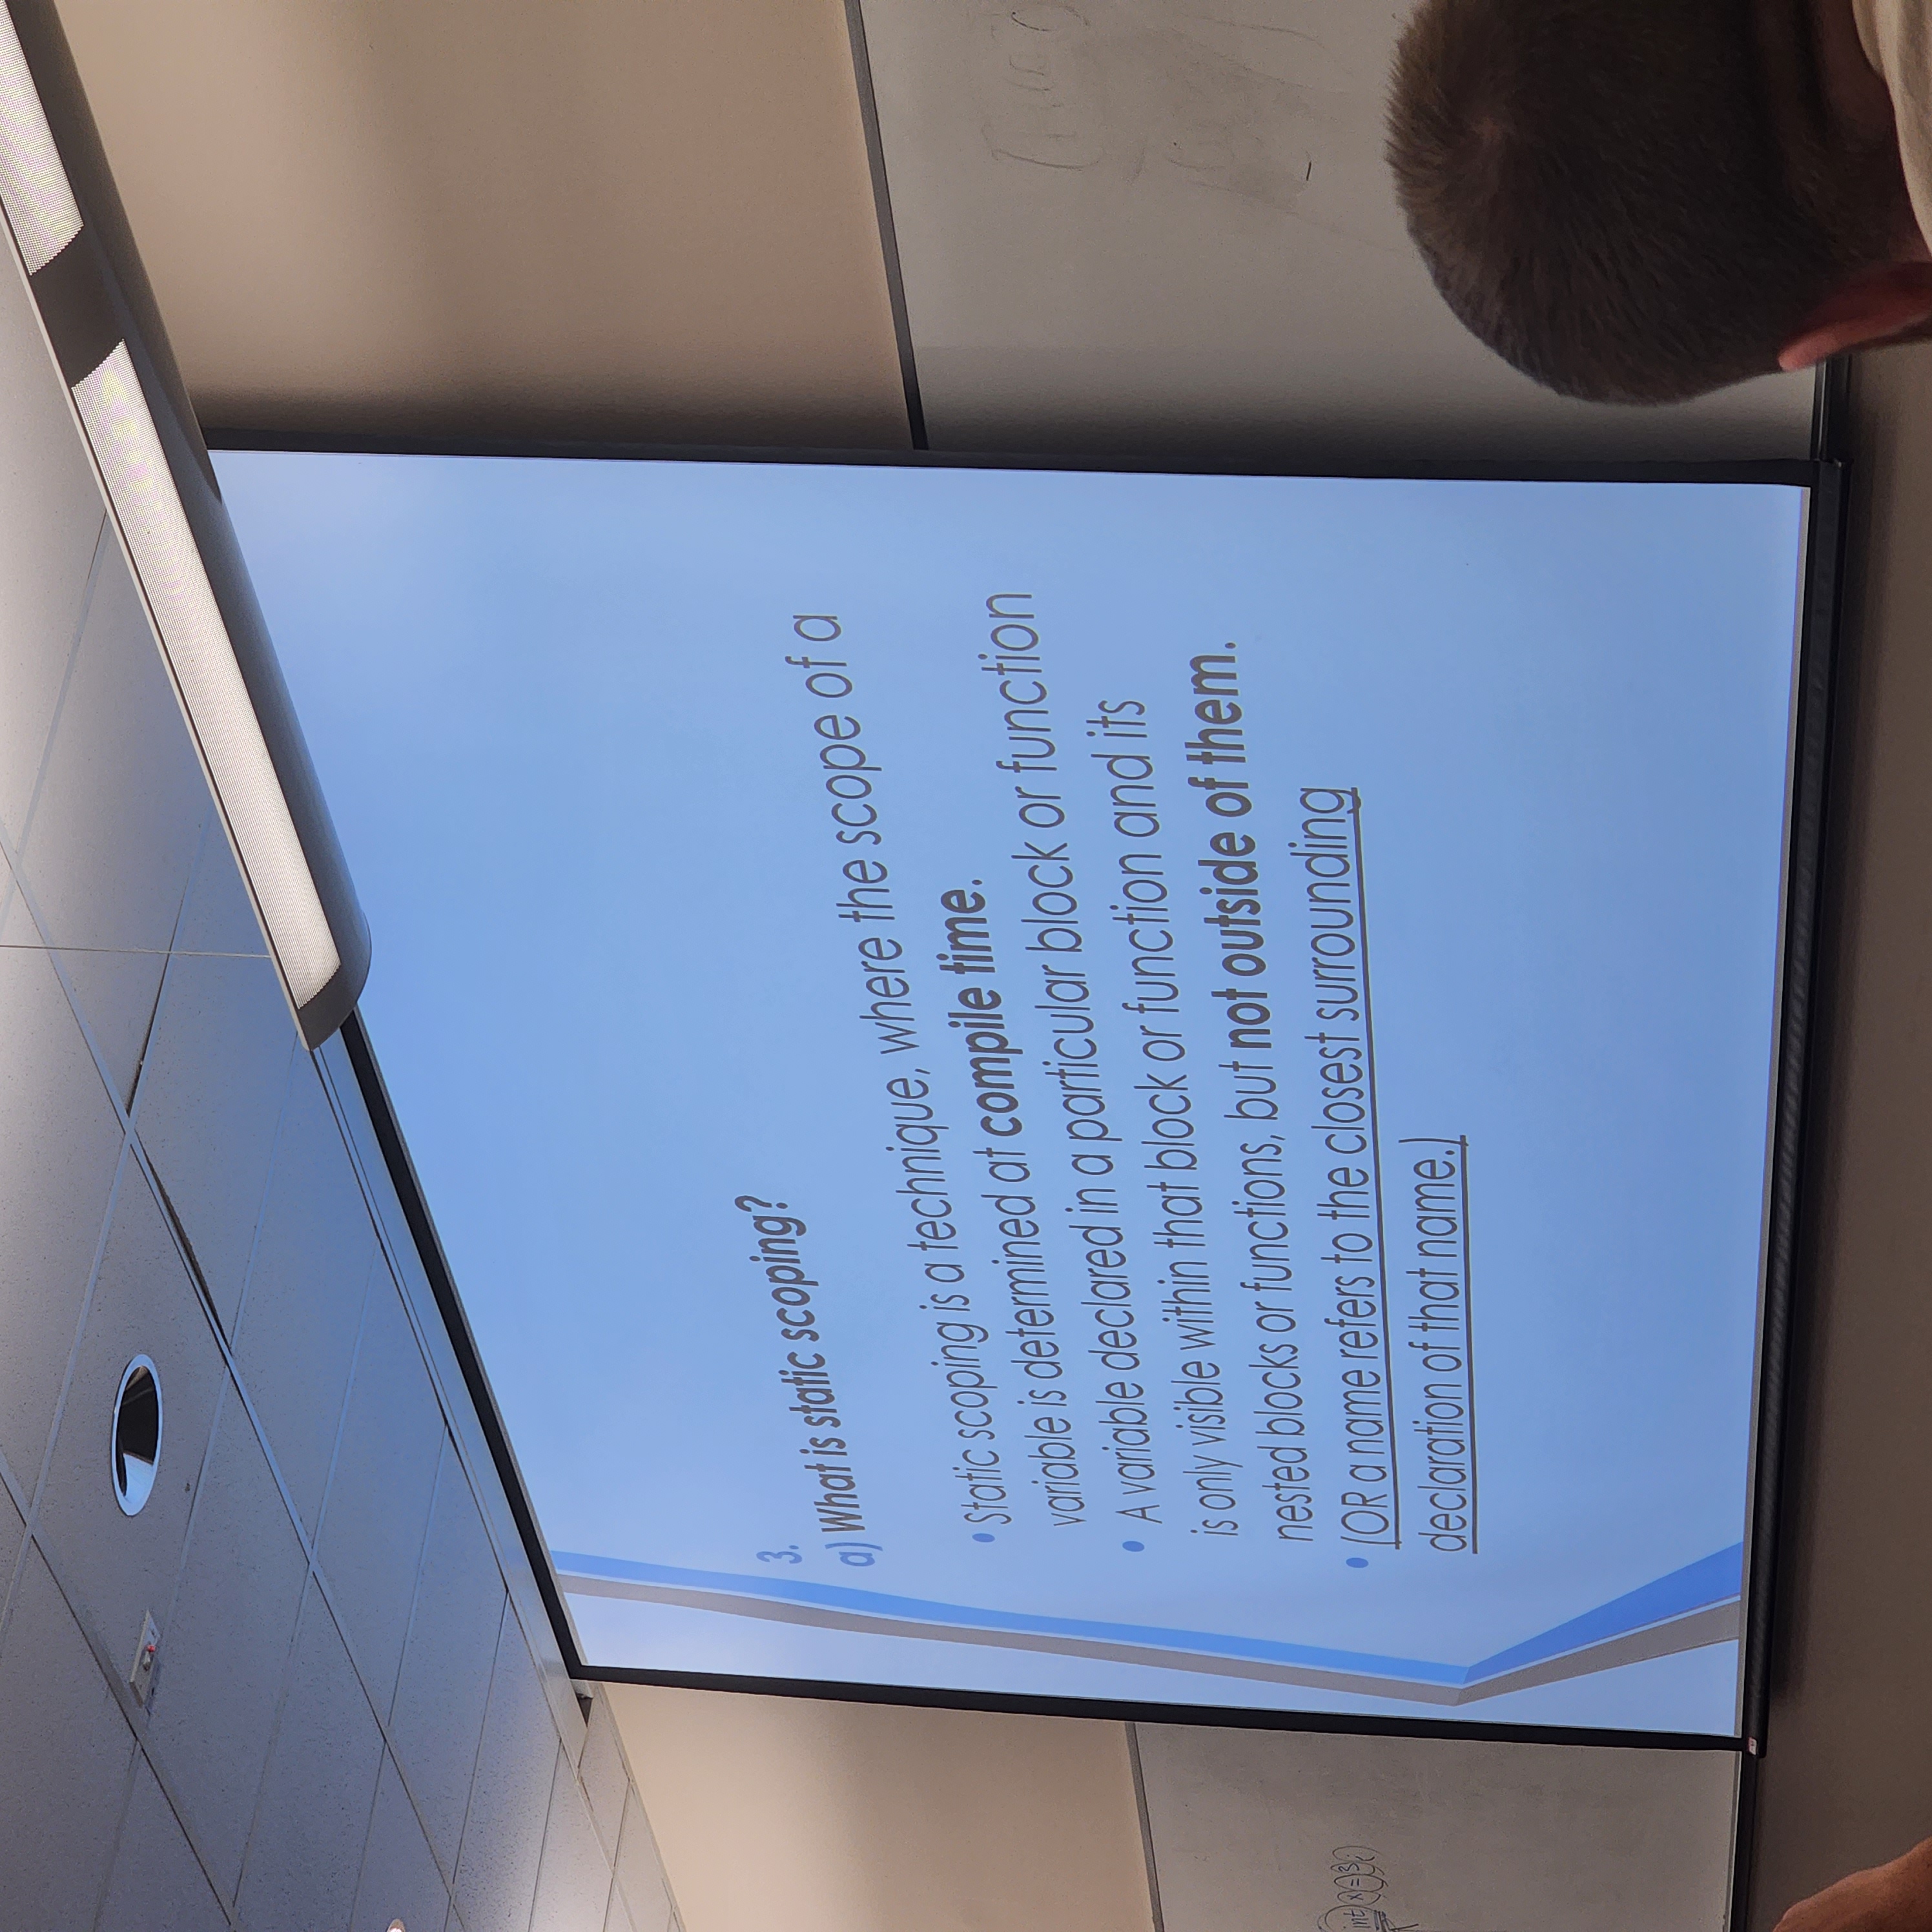 3.
a) What is static scoping?
• Static scoping is a technique, where the scope of a
variable is determined at compile time.
• A variable declared in a particular block or function
is only visible within that block or function and its
nested blocks or functions, but not outside of them.
• (OR a name refers to the closest surrounding
declaration of that name.)
int x = 3 ;